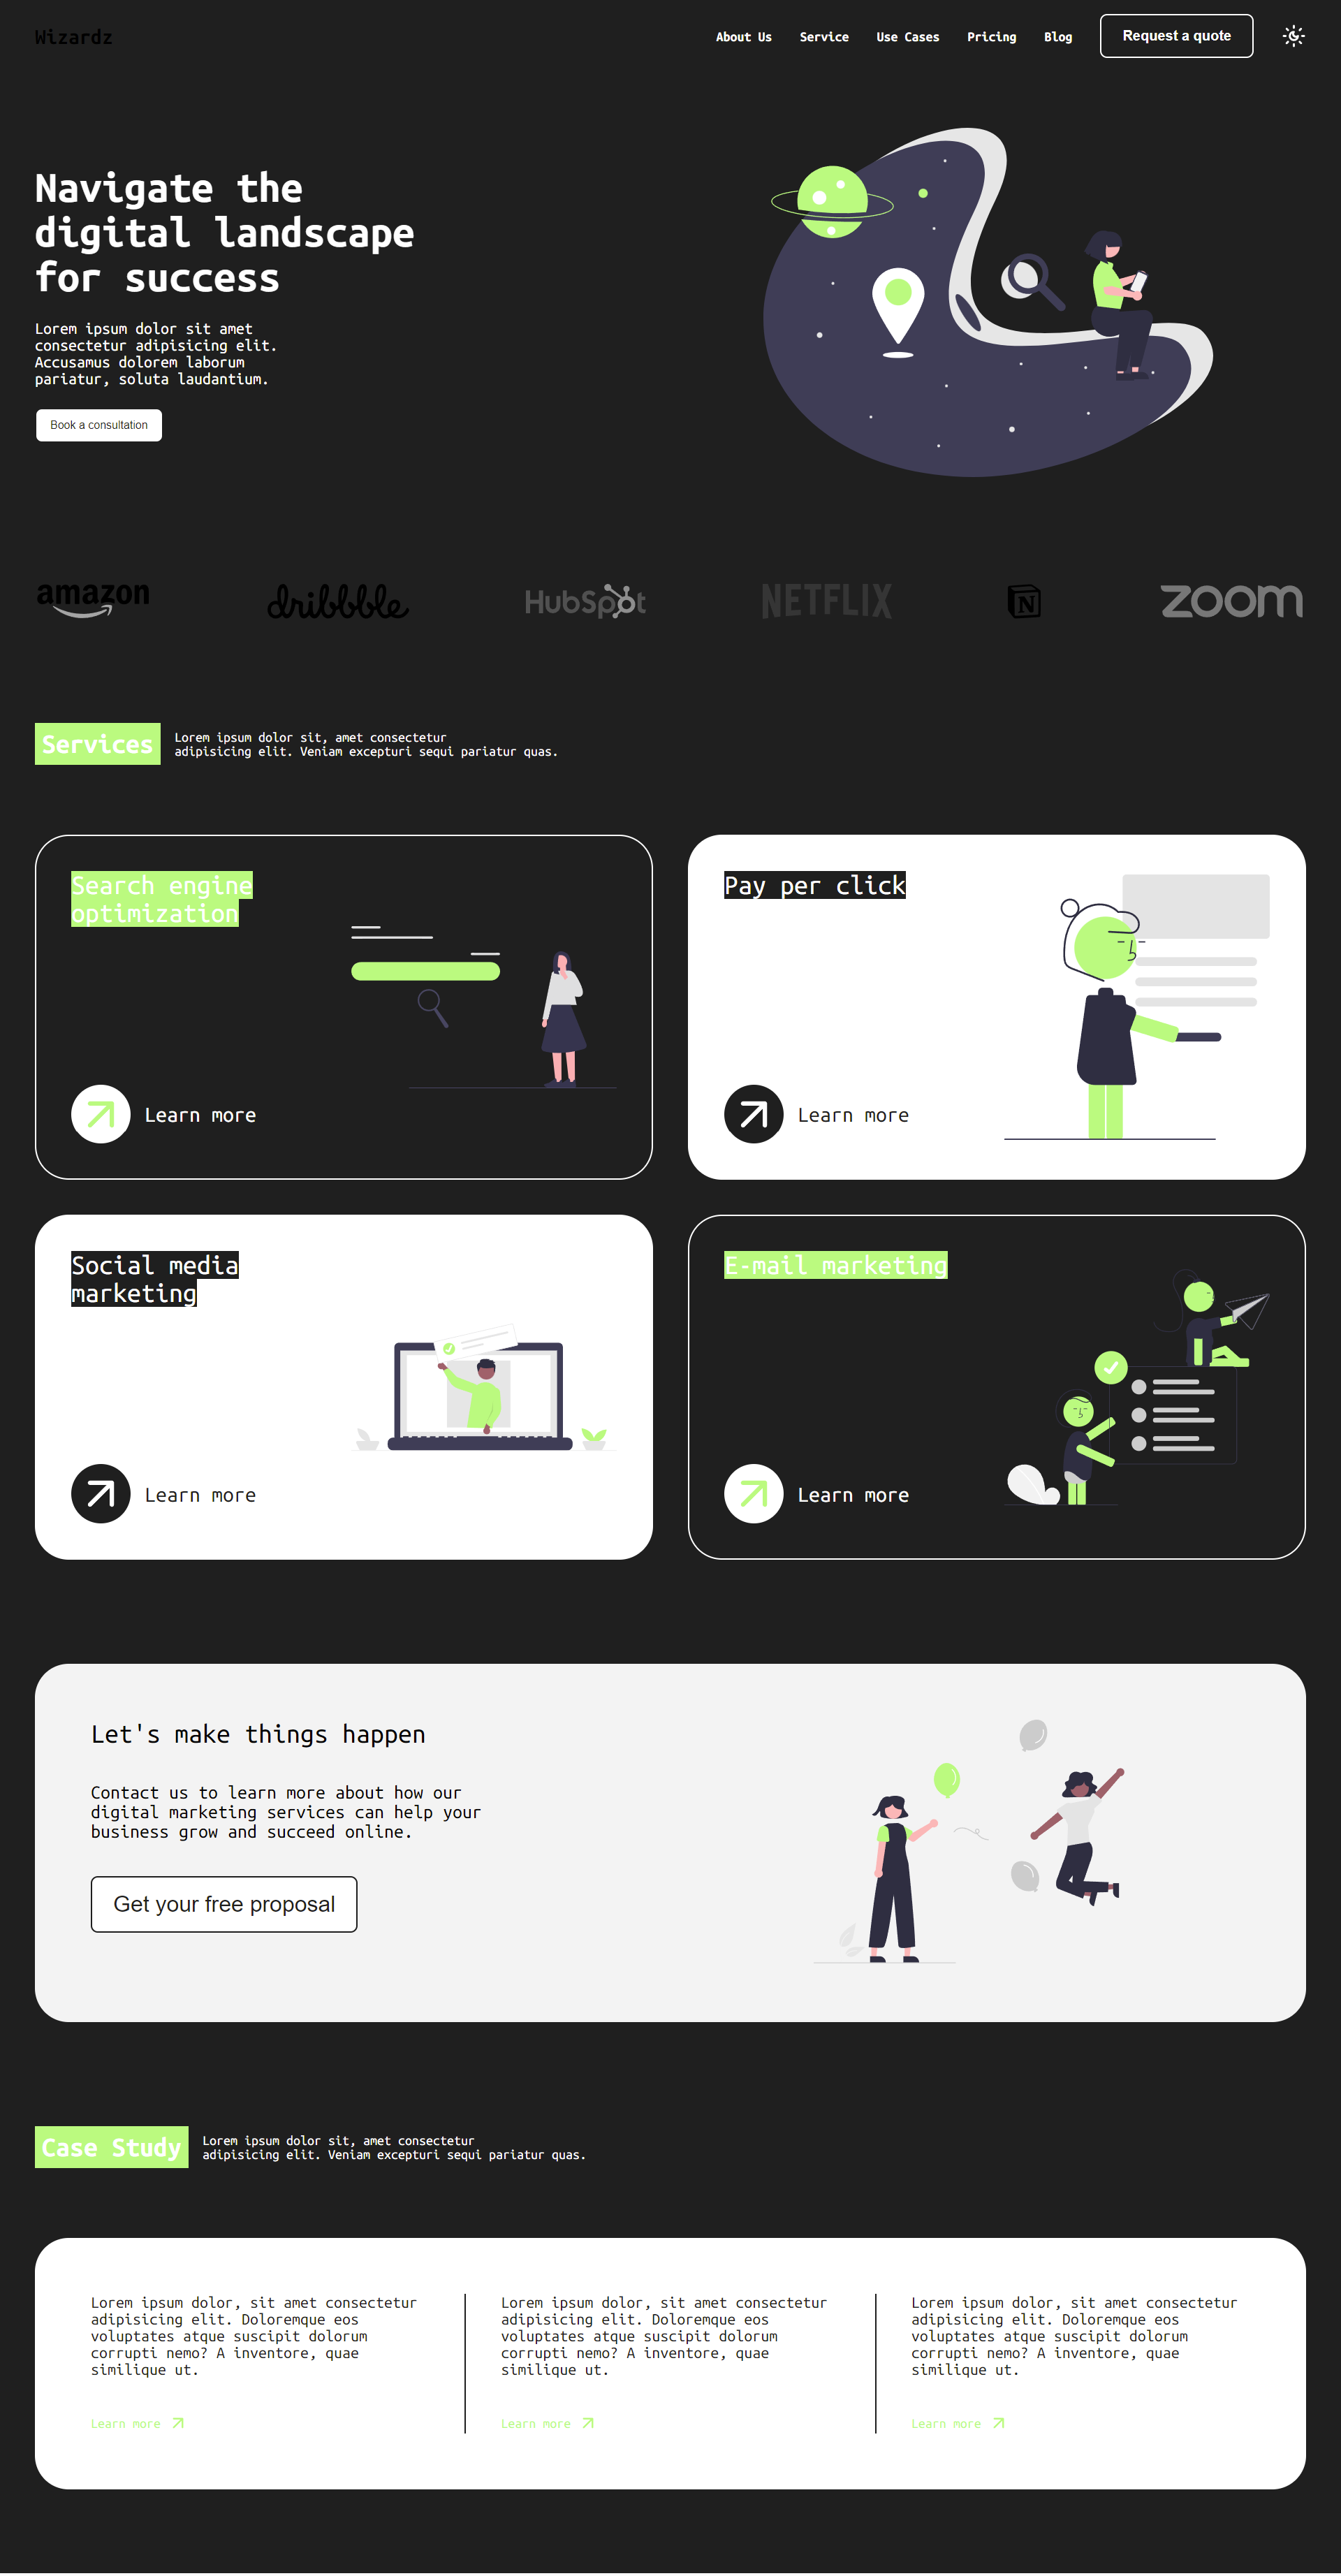 Wizardz
About Us
Service
Use Cases
Pricing
Blog
Request a quote
Navigate the
digital landscape
for success
Lorem ipsum dolor sit amet
consectetur adipisicing elit.
Accusamus dolorem laborum
pariatur, soluta laudantium.
Book a consultation
amazon
dribbble
HubSpot
NETFLIX
N
zoom
Services
Lorem ipsum dolor sit, amet consectetur
adipisicing elit. Veniam excepturi sequi pariatur quas.
Search engine
optimization
Learn more
Pay per click
Learn more
Social media
marketing
Learn more
E-mail marketing
Learn more
Let's make things happen
Contact us to learn more about how our
digital marketing services can help your
business grow and succeed online.
Get your free proposal
Case Study
Lorem ipsum dolor sit, amet consectetur
adipisicing elit. Veniam excepturi sequi pariatur quas.
Lorem ipsum dolor, sit amet consectetur
adipisicing elit. Doloremque eos
voluptates atque suscipit dolorum
corrupti nemo? A inventore, quae
similique ut.
Learn more
Lorem ipsum dolor, sit amet consectetur
adipisicing elit. Doloremque eos
voluptates atque suscipit dolorum
corrupti nemo? A inventore, quae
similique ut.
Learn more
Lorem ipsum dolor, sit amet consectetur
adipisicing elit. Doloremque eos
voluptates atque suscipit dolorum
corrupti nemo? A inventore, quae
similique ut.
Learn more